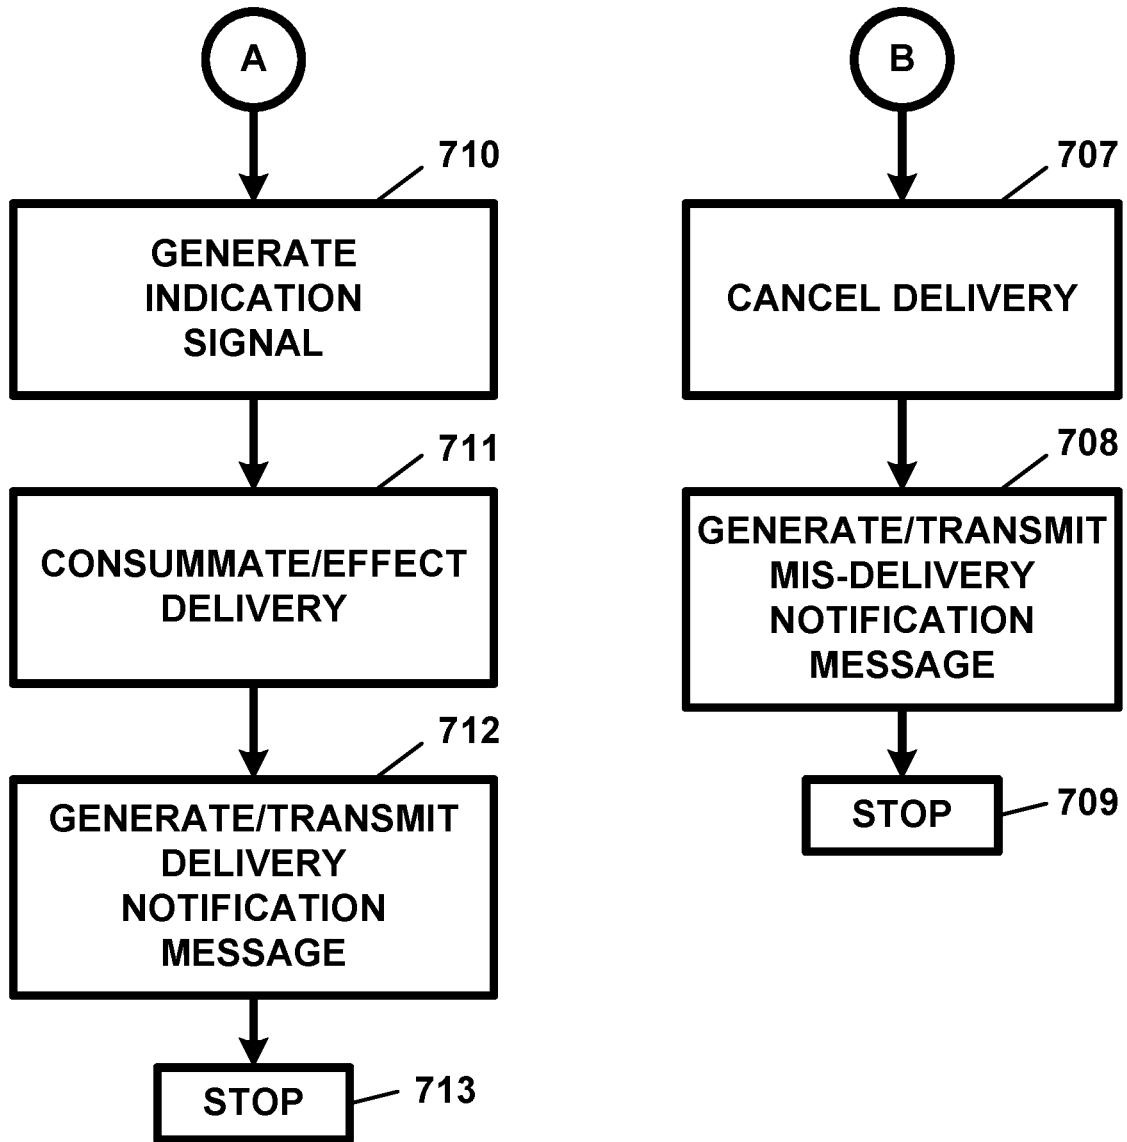 A
710
GENERATE
INDICATION
SIGNAL
711
CONSUMMATE/EFFECT
DELIVERY
712
GENERATE/TRANSMIT
DELIVERY
NOTIFICATION
MESSAGE
STOP
713
B
707
CANCEL DELIVERY
708
GENERATE/TRANSMIT
MIS-DELIVERY
NOTIFICATION
MESSAGE
STOP
709